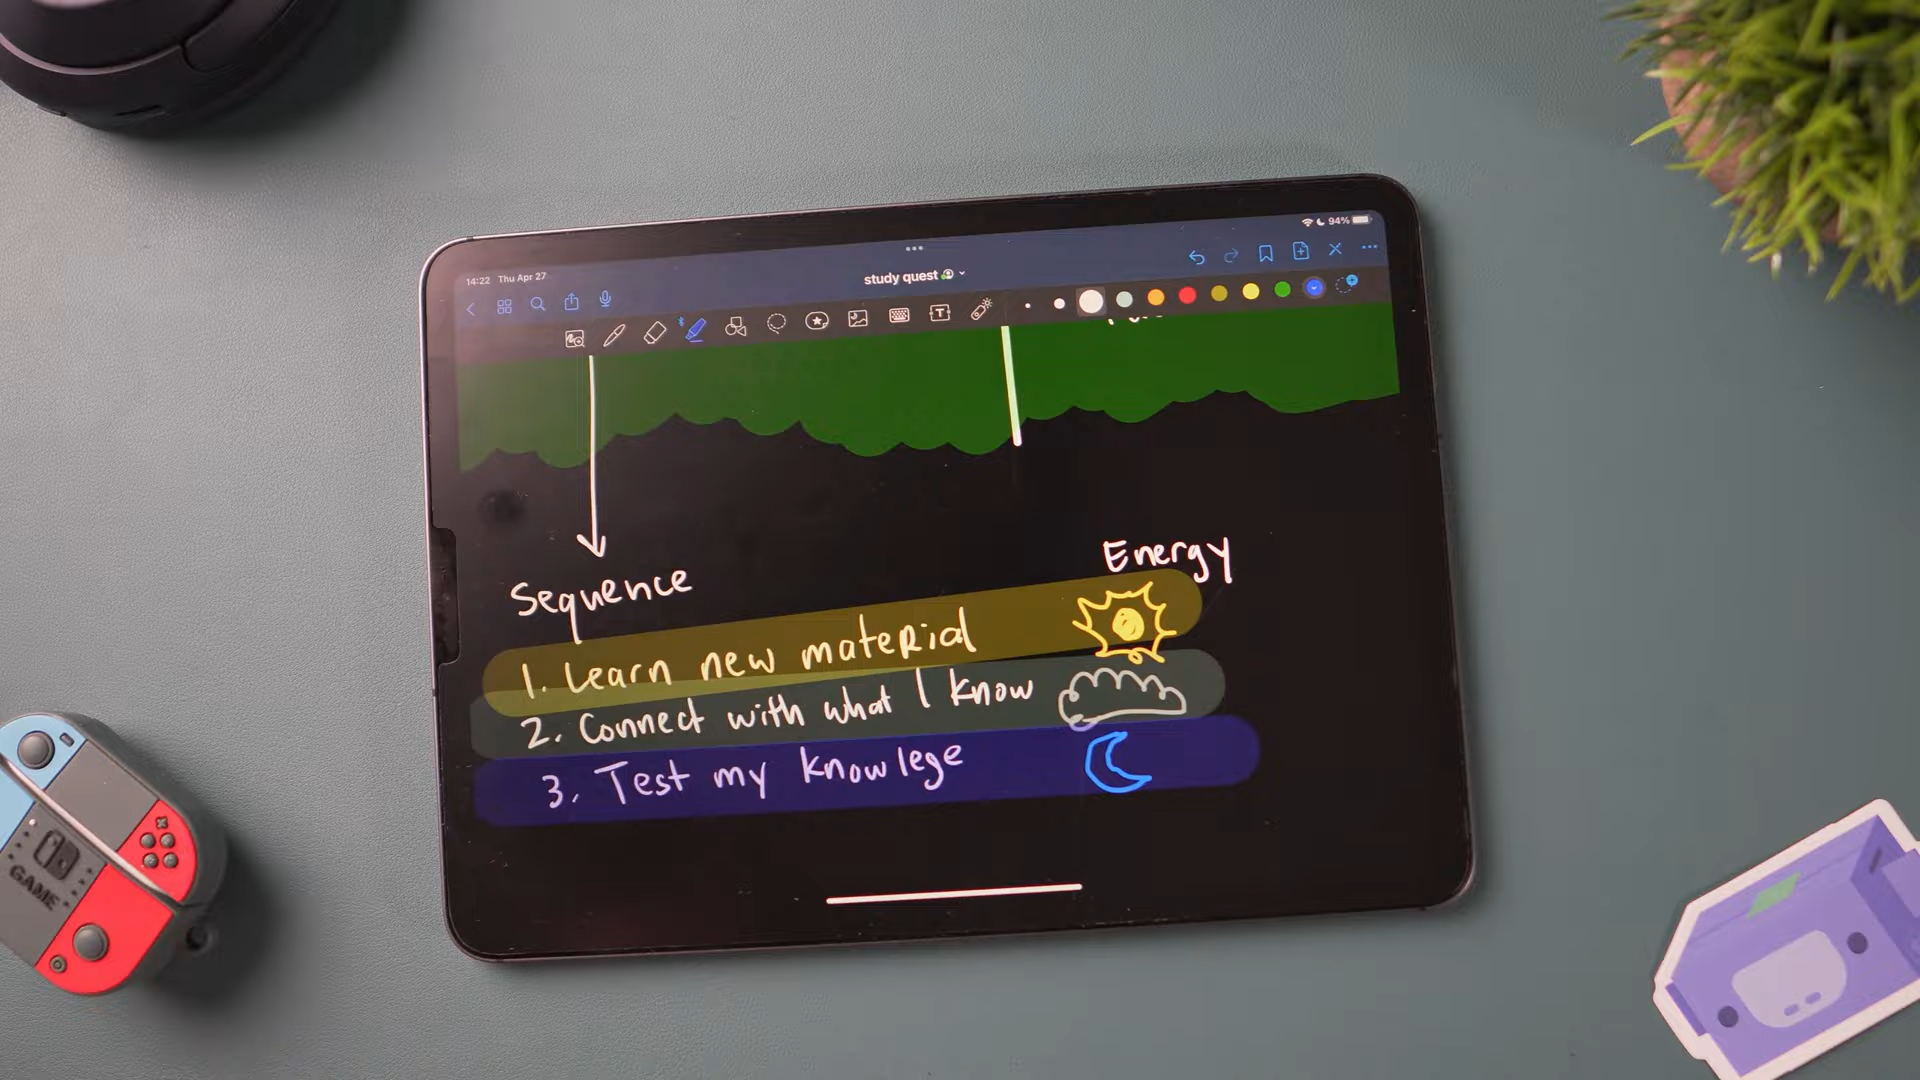 14:22 Thu Apr 27
94%
study quest
Sequence
Energy
1. Learn new material
2. Connect with what I know
3. Test my knowlege
GAME